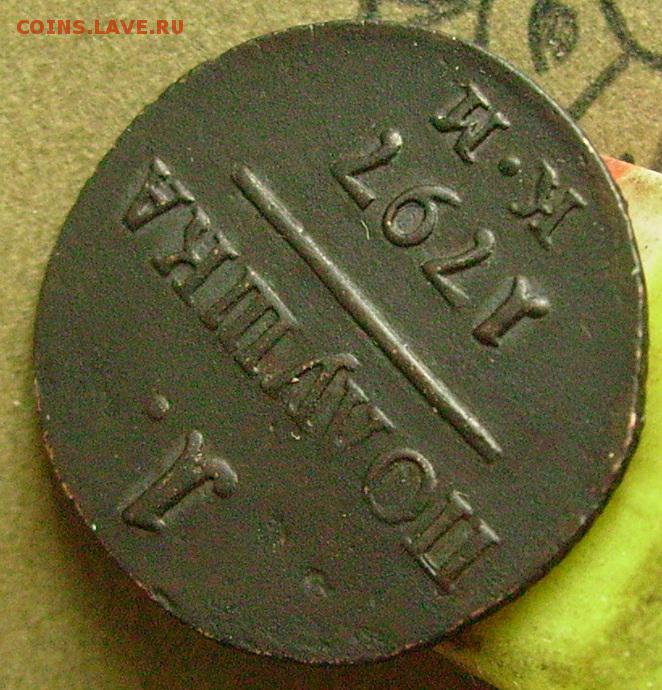 COINS.LAVE.RU
· 1 ·
ПОЛУШКА
1797
К·М